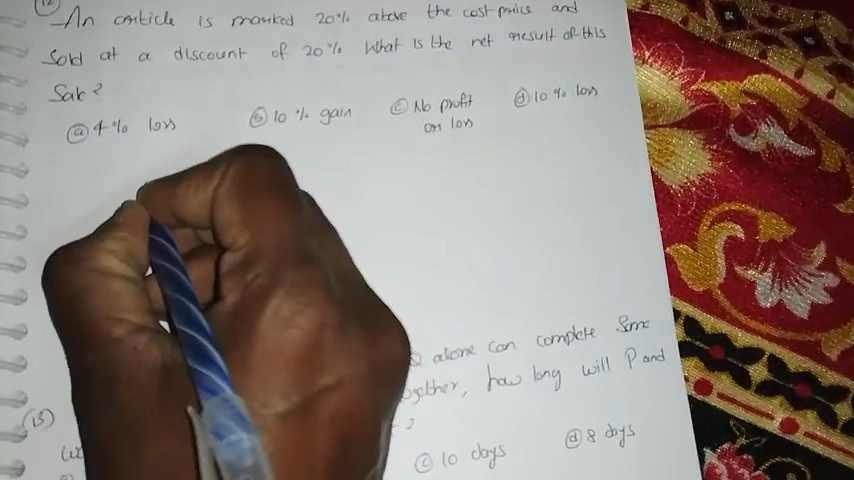 (12)
An article is marked 20% above the cost price and
Sold at a discount of 20% What is the net result of this
Sale?
(a) 4% loss (b) 10% gain (c) No profit or loss (d) 10% loss
alone can complete Same
together, how long will P and
?
(15)
(c) 10 days (d) 8 days